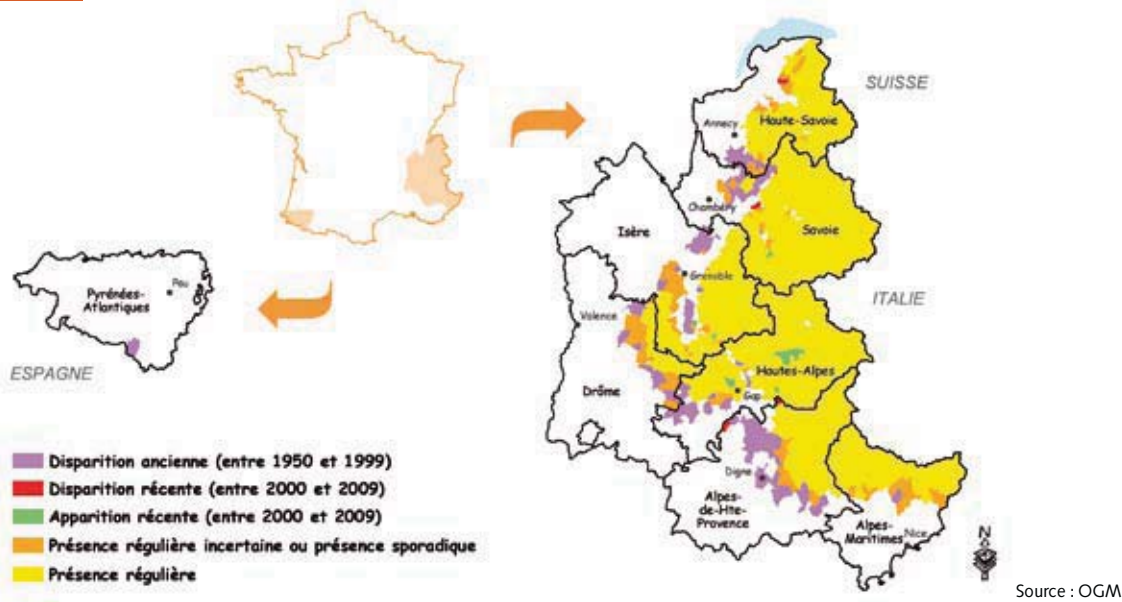 SUISSE
Annecy
Haute-Savoie
Chambéry
Savoie
Isère
Grenoble
ITALIE
Pyrénées-
Atlantiques
Pau
ESPAGNE
Valence
Hautes-Alpes
Gap
Drôme
Digne
Alpes-
de-Hte-
Provence
Alpes-
Maritimes
Nice
N
Disparition ancienne (entre 1950 et 1999)
Disparition récente (entre 2000 et 2009)
Apparition récente (entre 2000 et 2009)
Présence régulière incertaine ou présence sporadique
Présence régulière
Source : OGM